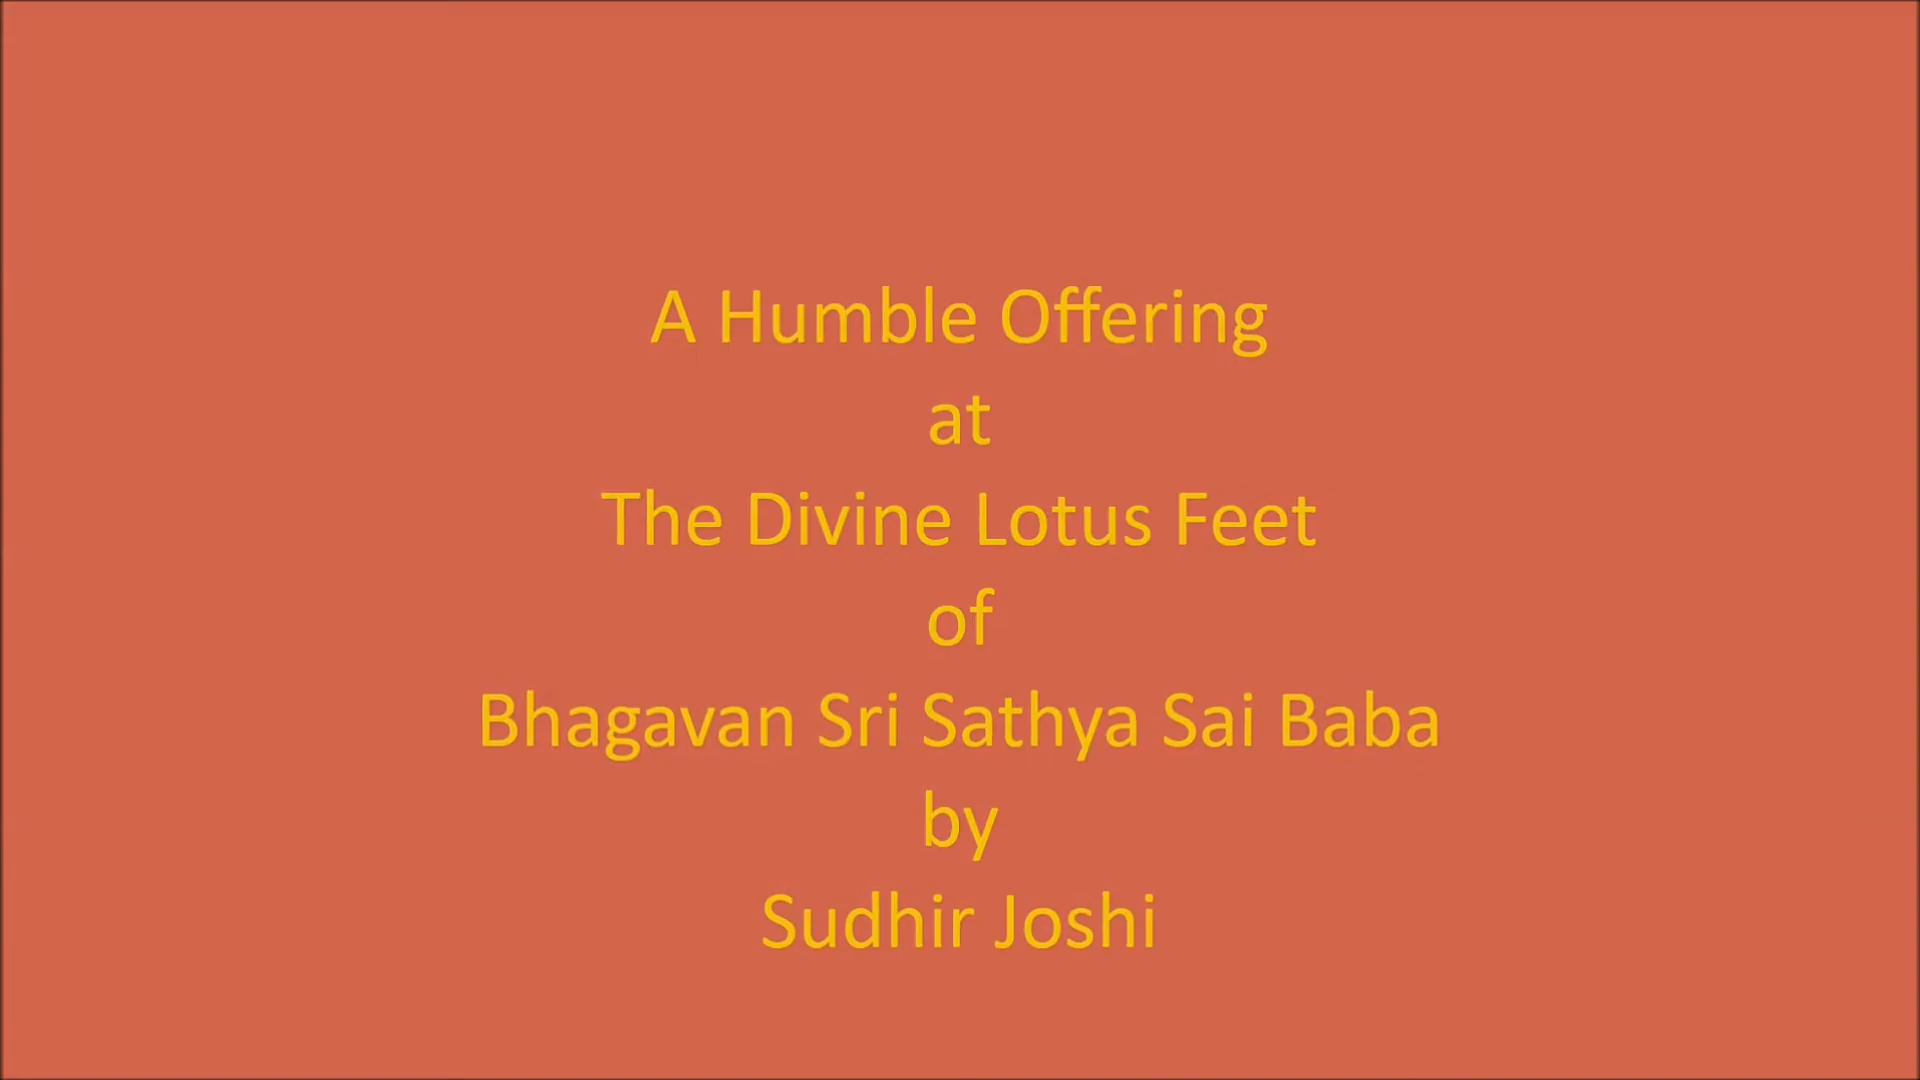 A Humble Offering
at
The Divine Lotus Feet
of
Bhagavan Sri Sathya Sai Baba
by
Sudhir Joshi